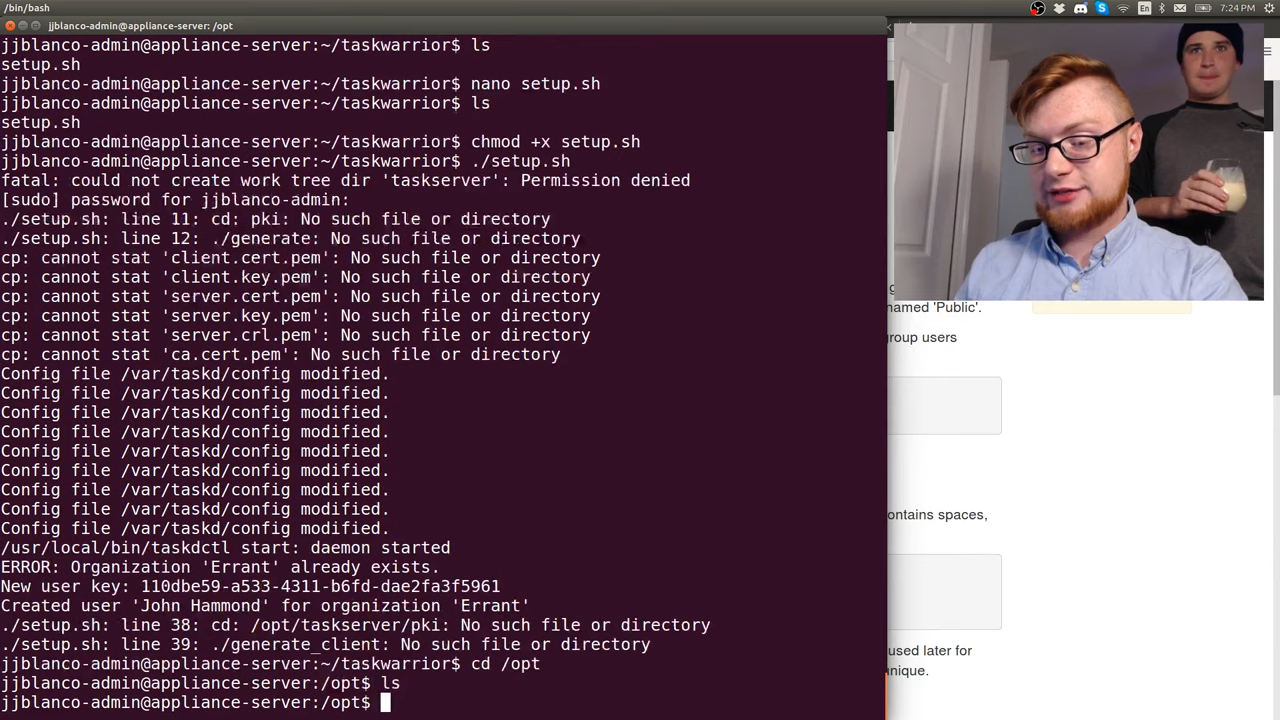 /bin/bash
En
7:24 PM
jjblanco-admin@appliance-server: /opt
jjblanco-admin@appliance-server:~/taskwarrior$ ls
setup.sh
jjblanco-admin@appliance-server:~/taskwarrior$ nano setup.sh
jjblanco-admin@appliance-server:~/taskwarrior$ ls
setup.sh
jjblanco-admin@appliance-server:~/taskwarrior$ chmod +x setup.sh
jjblanco-admin@appliance-server:~/taskwarrior$ ./setup.sh
fatal: could not create work tree dir 'taskserver': Permission denied
[sudo] password for jjblanco-admin:
./setup.sh: line 11: cd: pki: No such file or directory
./setup.sh: line 12: ./generate: No such file or directory
cp: cannot stat 'client.cert.pem': No such file or directory
cp: cannot stat 'client.key.pem': No such file or directory
cp: cannot stat 'server.cert.pem': No such file or directory
cp: cannot stat 'server.key.pem': No such file or directory
cp: cannot stat 'server.crl.pem': No such file or directory
cp: cannot stat 'ca.cert.pem': No such file or directory
Config file /var/taskd/config modified.
Config file /var/taskd/config modified.
Config file /var/taskd/config modified.
Config file /var/taskd/config modified.
Config file /var/taskd/config modified.
Config file /var/taskd/config modified.
Config file /var/taskd/config modified.
Config file /var/taskd/config modified.
Config file /var/taskd/config modified.
/usr/local/bin/taskdctl start: daemon started
ERROR: Organization 'Errant' already exists.
New user key: 110dbe59-a533-4311-b6fd-dae2fa3f5961
Created user 'John Hammond' for organization 'Errant'
./setup.sh: line 38: cd: /opt/taskserver/pki: No such file or directory
./setup.sh: line 39: ./generate_client: No such file or directory
jjblanco-admin@appliance-server:~/taskwarrior$ cd /opt
jjblanco-admin@appliance-server:/opt$ ls
jjblanco-admin@appliance-server:/opt$
named 'Public'.
group users
contains spaces,
used later for
unique.